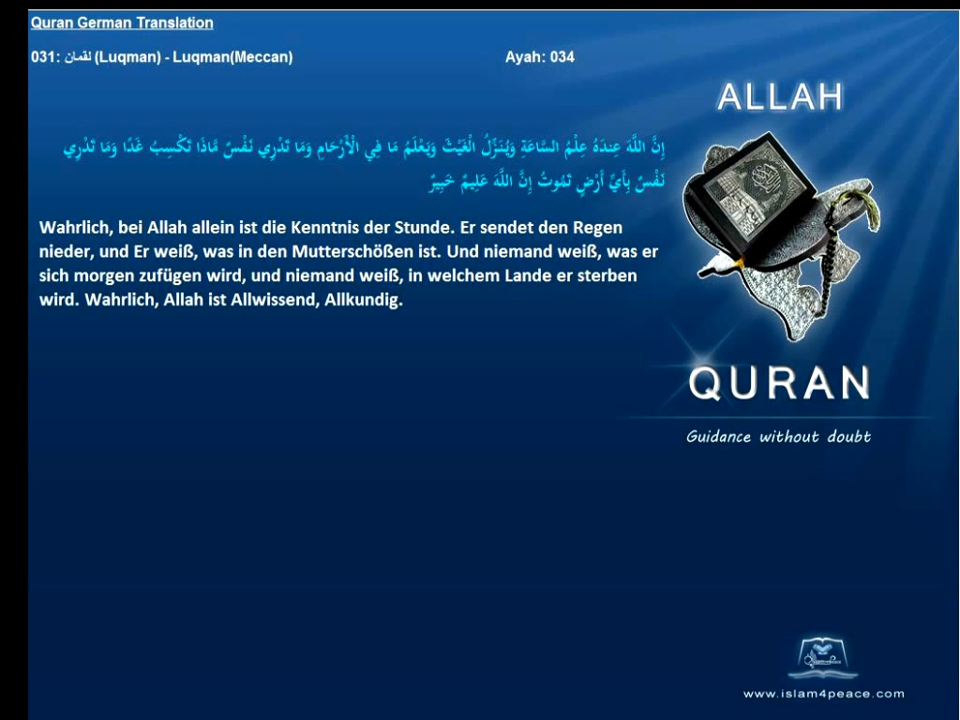 Quran German Translation
031: لقمان (Luqman) - Luqman(Meccan) Ayah: 034
ALLAH
إِنَّ اللَّهَ عِندَهُ عِلْمُ السَّاعَةِ وَيُنَزِّلُ الْغَيْثَ وَيَعْلَمُ مَا فِي الْأَرْحَامِ وَمَا تَدْرِي نَفْسٌ مَّاذَا تَكْسِبُ غَدًا وَمَا تَدْرِي
نَفْسٌ بِأَيِّ أَرْضٍ تَمُوتُ إِنَّ اللَّهَ عَلِيمٌ خَبِيرٌ
Wahrlich, bei Allah allein ist die Kenntnis der Stunde. Er sendet den Regen
nieder, und Er weiß, was in den Mutterschößen ist. Und niemand weiß, was er
sich morgen zufügen wird, und niemand weiß, in welchem Lande er sterben
wird. Wahrlich, Allah ist Allwissend, Allkundig.
QURAN
Guidance without doubt
www.islam4peace.com